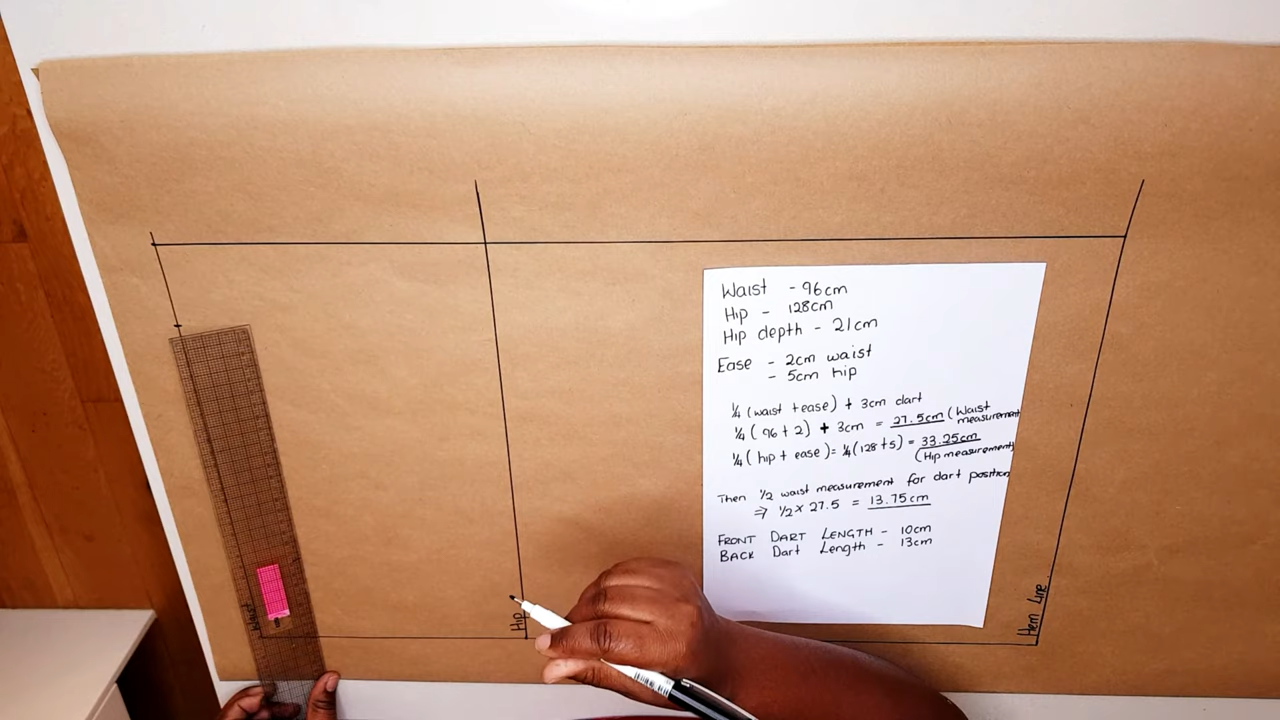 Waist - 96cm
Hip - 128cm
Hip depth - 21cm
Ease - 2cm waist
- 5cm hip
¼ (waist + ease) + 3cm dart
¼ (96 + 2) + 3cm = 27.5cm (Waist measurement
¼ (hip + ease) = ¼ (128 + 5) = 33.25cm
(Hip measurement)
Then ½ waist measurement for dart position
⇒ ½ x 27.5 = 13.75cm
FRONT DART LENGTH - 10cm
BACK Dart Length - 13cm
Waist
Hip
Hem Line